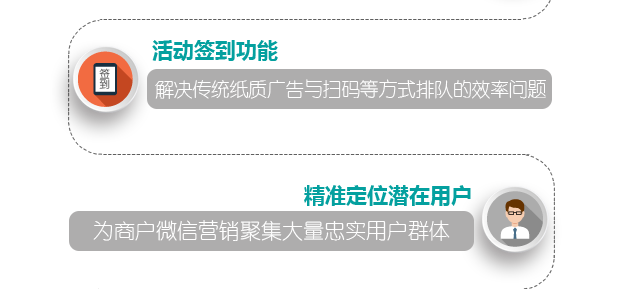 活动签到功能
签到
解决传统纸质广告与扫码等方式排队的效率问题
精准定位潜在用户
为商户微信营销聚集大量忠实用户群体